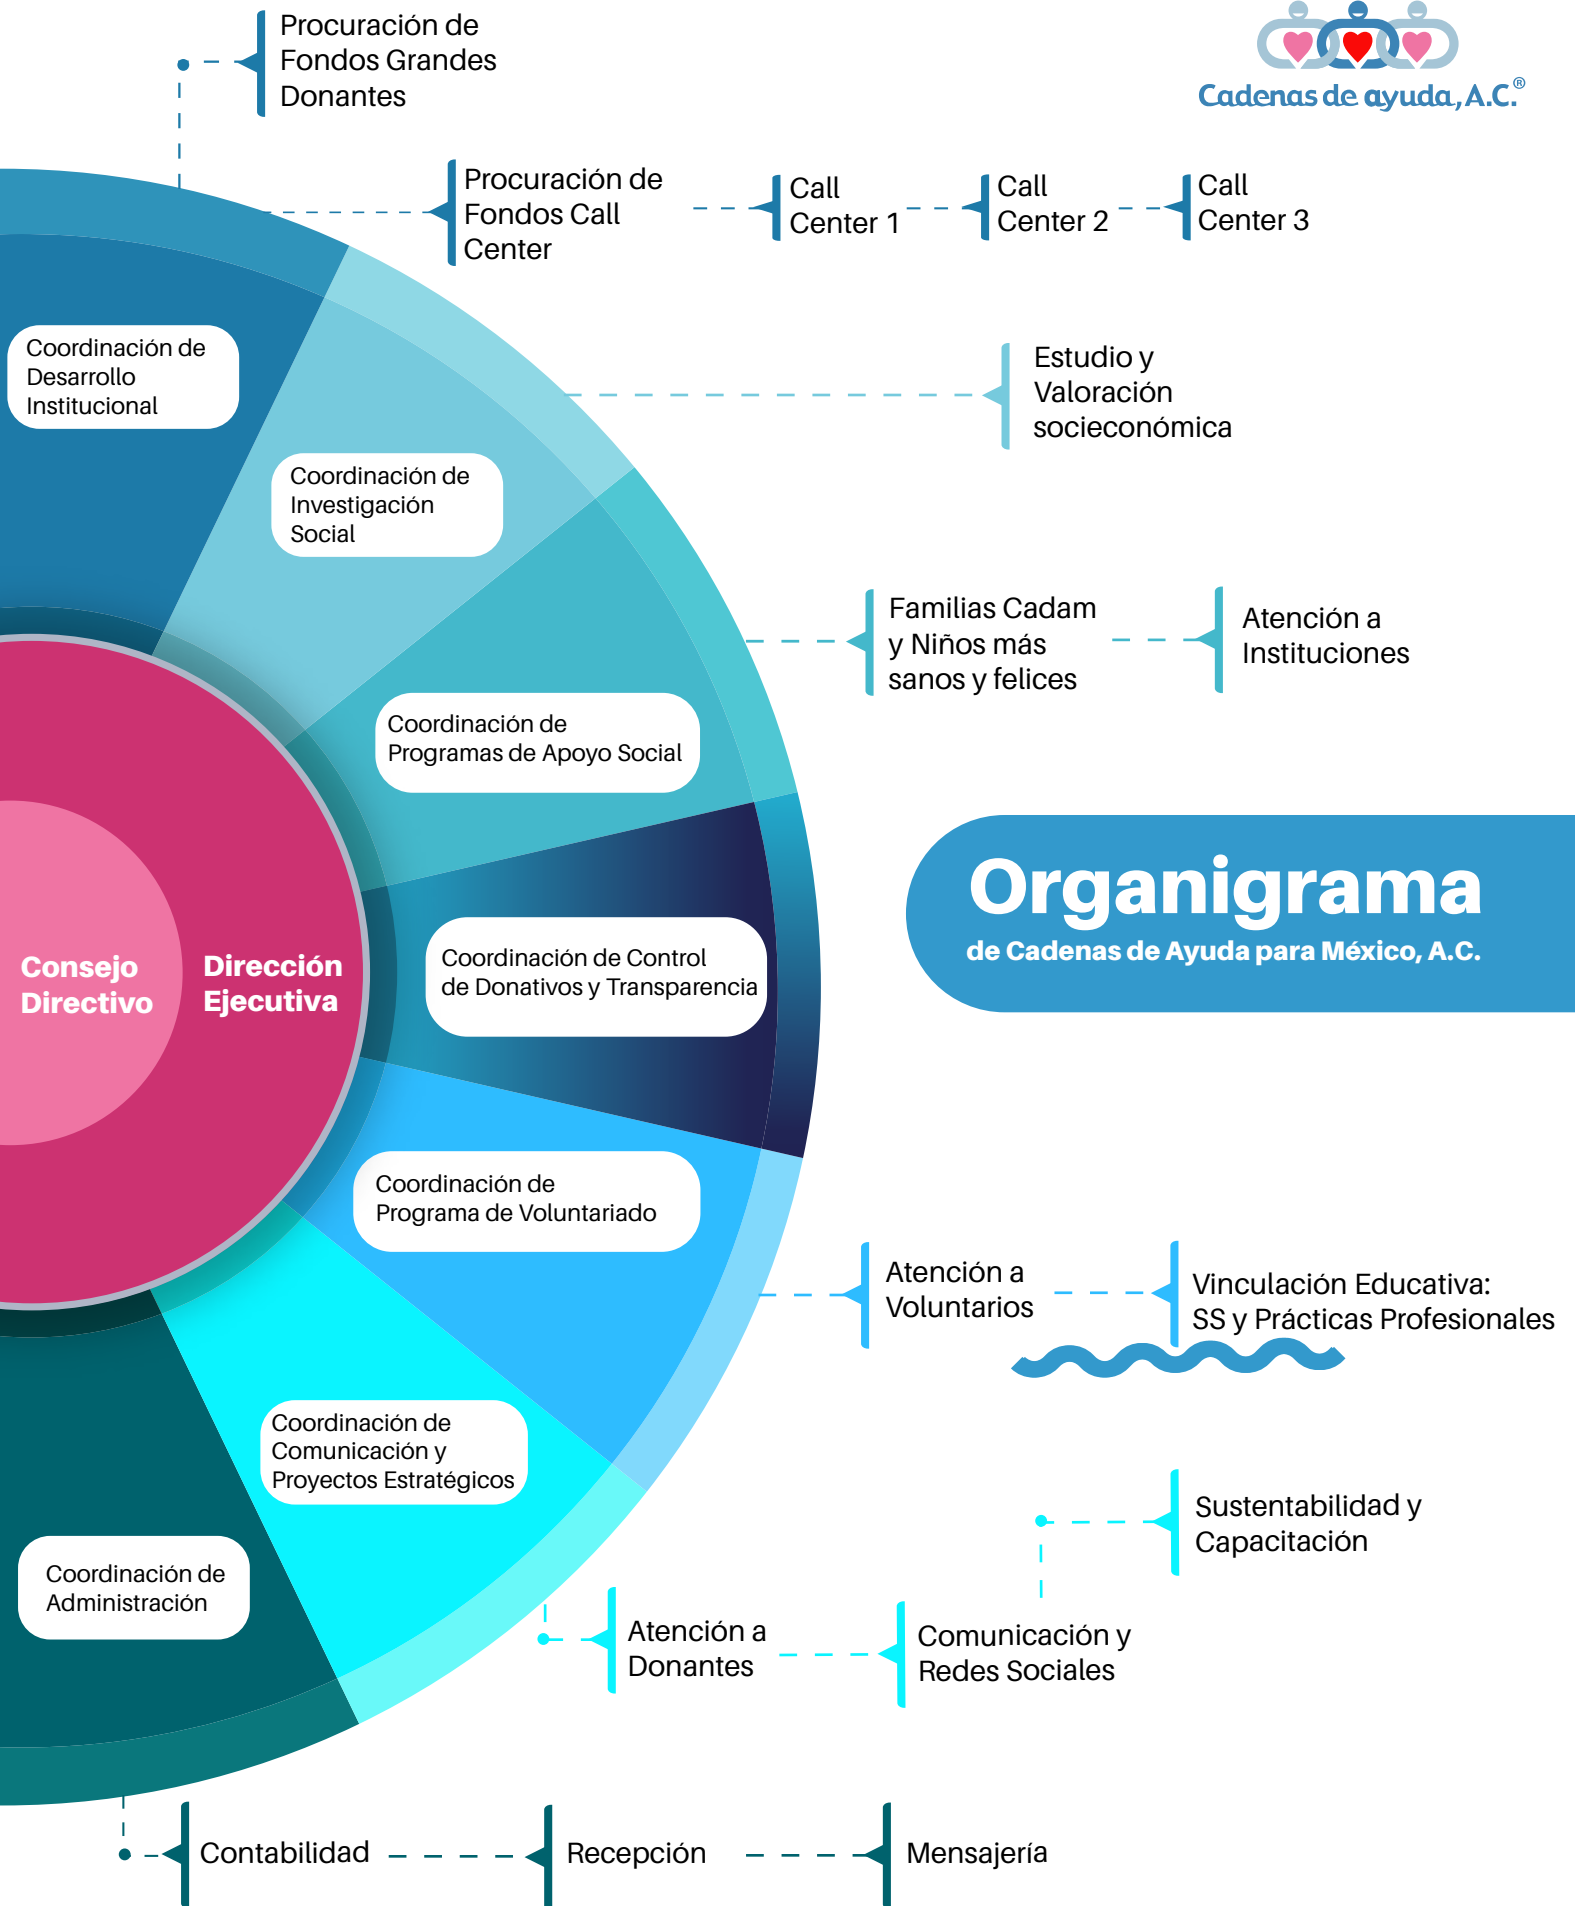 Procuración de
Fondos Grandes
Donantes
Cadenas de ayuda, A.C.®
Procuración de
Fondos Call
Center
Call
Center 1
Call
Center 2
Call
Center 3
Coordinación de
Desarrollo
Institucional
Estudio y
Valoración
socieconómica
Coordinación de
Investigación
Social
Familias Cadam
y Niños más
sanos y felices
Atención a
Instituciones
Coordinación de
Programas de Apoyo Social
Organigrama
de Cadenas de Ayuda para México, A.C.
Consejo
Directivo
Dirección
Ejecutiva
Coordinación de Control
de Donativos y Transparencia
Coordinación de
Programa de Voluntariado
Atención a
Voluntarios
Vinculación Educativa:
SS y Prácticas Profesionales
Coordinación de
Comunicación y
Proyectos Estratégicos
Sustentabilidad y
Capacitación
Coordinación de
Administración
Atención a
Donantes
Comunicación y
Redes Sociales
Contabilidad
Recepción
Mensajería